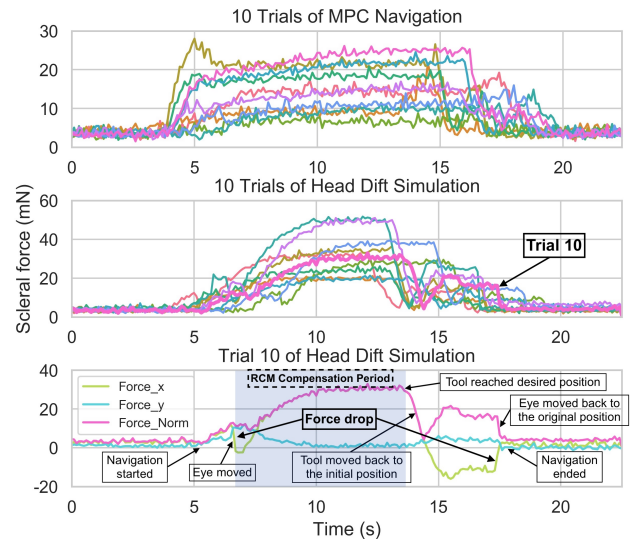 10 Trials of MPC Navigation
30
20
10
0
0 5 10 15 20
10 Trials of Head Dift Simulation
Scleral force (mN)
60
40
20
0
Trial 10
0 5 10 15 20
Trial 10 of Head Dift Simulation
40
20
0
-20
Force_x
Force_y
Force_Norm
RCM Compensation Period
Tool reached desired position
Force drop
Eye moved back to
the original position
Navigation
started
Eye moved
Tool moved back to
the initial position
Navigation
ended
0 5 10 15 20
Time (s)